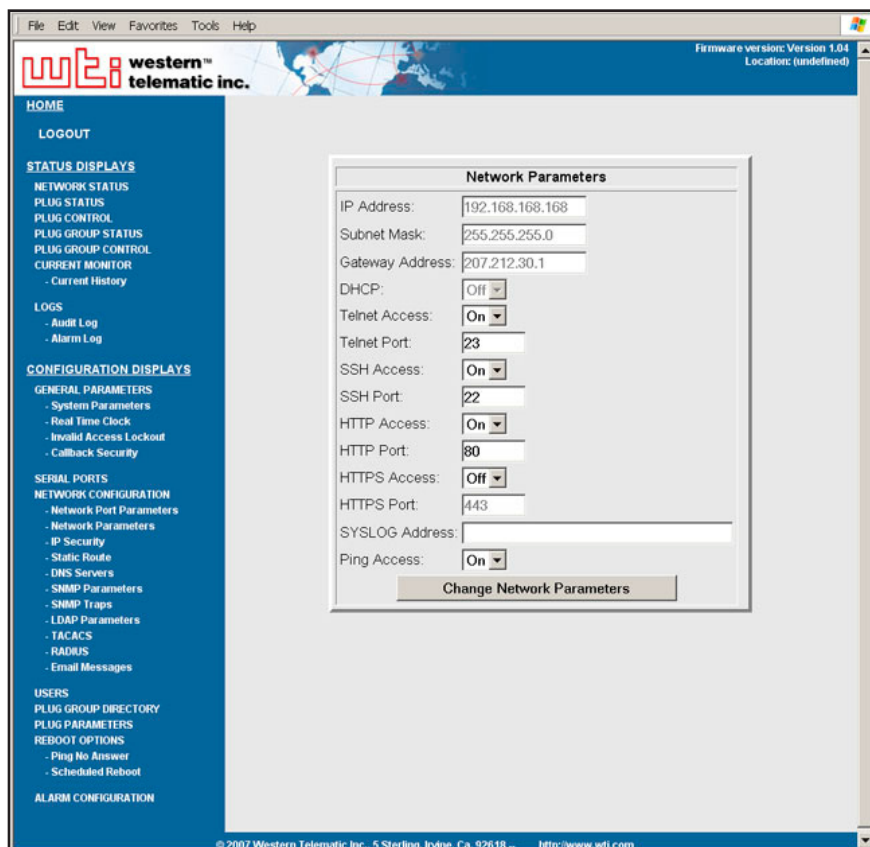 File Edit View Favorites Tools Help
wti western™
telematic inc.
Firmware version: Version 1.04
Location: (undefined)
HOME
LOGOUT
STATUS DISPLAYS
NETWORK STATUS
PLUG STATUS
PLUG CONTROL
PLUG GROUP STATUS
PLUG GROUP CONTROL
CURRENT MONITOR
- Current History
LOGS
- Audit Log
- Alarm Log
CONFIGURATION DISPLAYS
GENERAL PARAMETERS
- System Parameters
- Real Time Clock
- Invalid Access Lockout
- Callback Security
SERIAL PORTS
NETWORK CONFIGURATION
- Network Port Parameters
- Network Parameters
- IP Security
- Static Route
- DNS Servers
- SNMP Parameters
- SNMP Traps
- LDAP Parameters
- TACACS
- RADIUS
- Email Messages
USERS
PLUG GROUP DIRECTORY
PLUG PARAMETERS
REBOOT OPTIONS
- Ping No Answer
- Scheduled Reboot
ALARM CONFIGURATION
Network Parameters
IP Address: 192.168.168.168
Subnet Mask: 255.255.255.0
Gateway Address: 207.212.30.1
DHCP: Off
Telnet Access: On
Telnet Port: 23
SSH Access: On
SSH Port: 22
HTTP Access: On
HTTP Port: 80
HTTPS Access: Off
HTTPS Port: 443
SYSLOG Address:
Ping Access: On
Change Network Parameters
© 2007 Western Telematic Inc., 5 Sterling, Irvine, Ca. 92618 -- http://www.wti.com